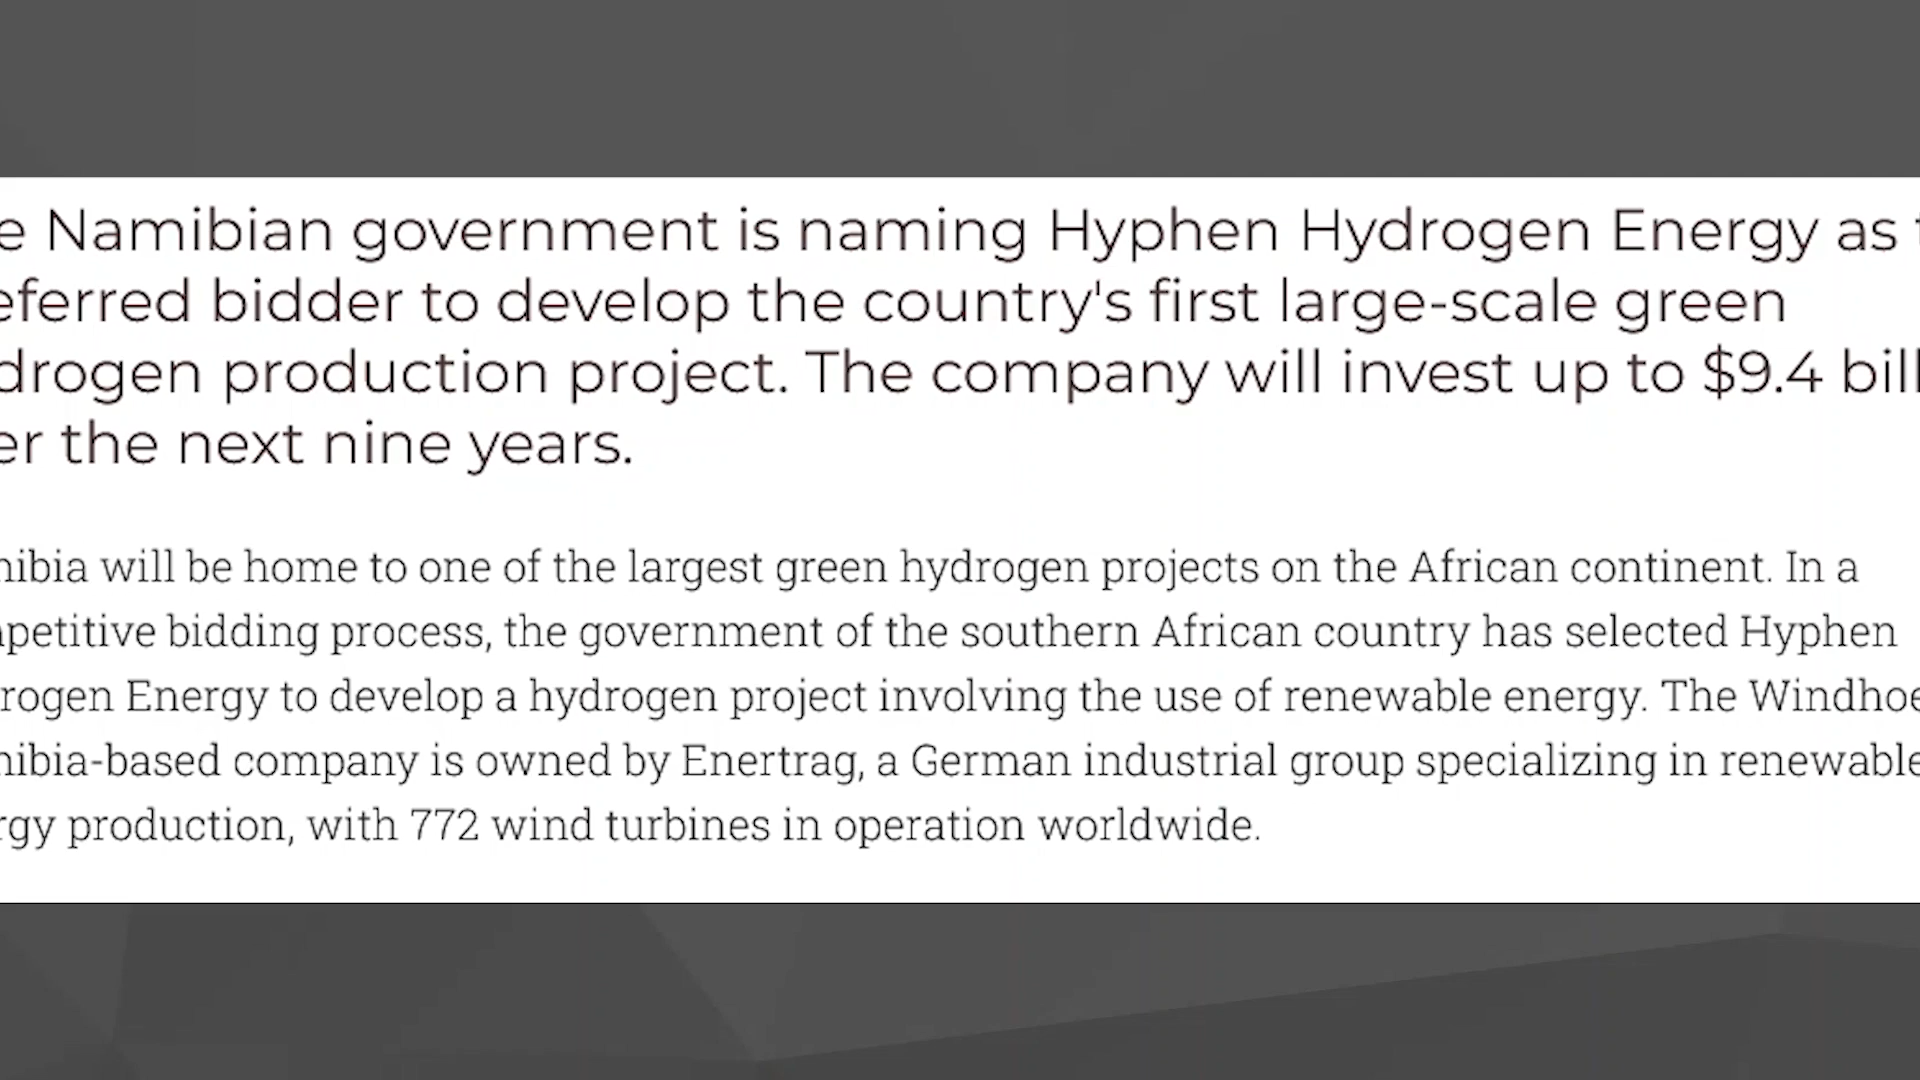 e Namibian government is naming Hyphen Hydrogen Energy as t
eferred bidder to develop the country's first large-scale green
drogen production project. The company will invest up to $9.4 bill
er the next nine years.
nibia will be home to one of the largest green hydrogen projects on the African continent. In a
petitive bidding process, the government of the southern African country has selected Hyphen
rogen Energy to develop a hydrogen project involving the use of renewable energy. The Windhoe
nibia-based company is owned by Enertrag, a German industrial group specializing in renewable
rgy production, with 772 wind turbines in operation worldwide.